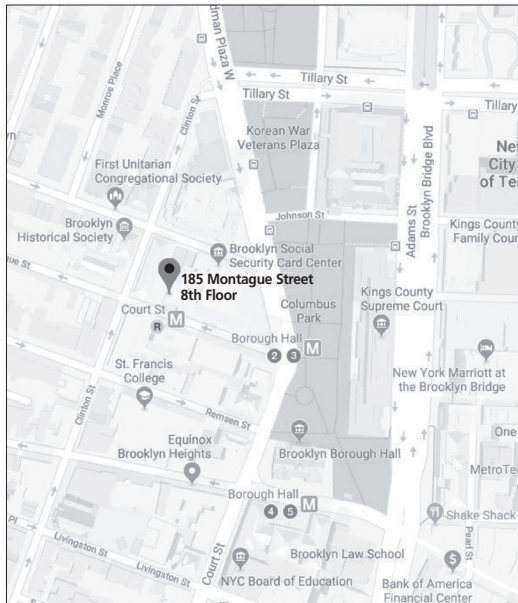 dman Plaza W
Monroe Place
Clinton St
Tillary St
Tillary St
Tillary
Korean War
Veterans Plaza
Adams St
Brooklyn Bridge Blvd
Ne
City
of Te
First Unitarian
Congregational Society
Johnson St
Brooklyn
Historical Society
Kings County
Family Cour
Brooklyn Social
Security Card Center
gue St
185 Montague Street
8th Floor
Columbus
Park
Kings County
Supreme Court
Court St
M
R
Borough Hall
M
2 3
St. Francis
College
New York Marriott at
the Brooklyn Bridge
Clinton St
Remsen St
Equinox
Brooklyn Heights
Brooklyn Borough Hall
One
MetroTec
Borough Hall
M
4 5
Shake Shack
Pl
Livingston St
Livingston St
Court St
Brooklyn Law School
Pearl St
NYC Board of Education
$
Bank of America
Financial Center